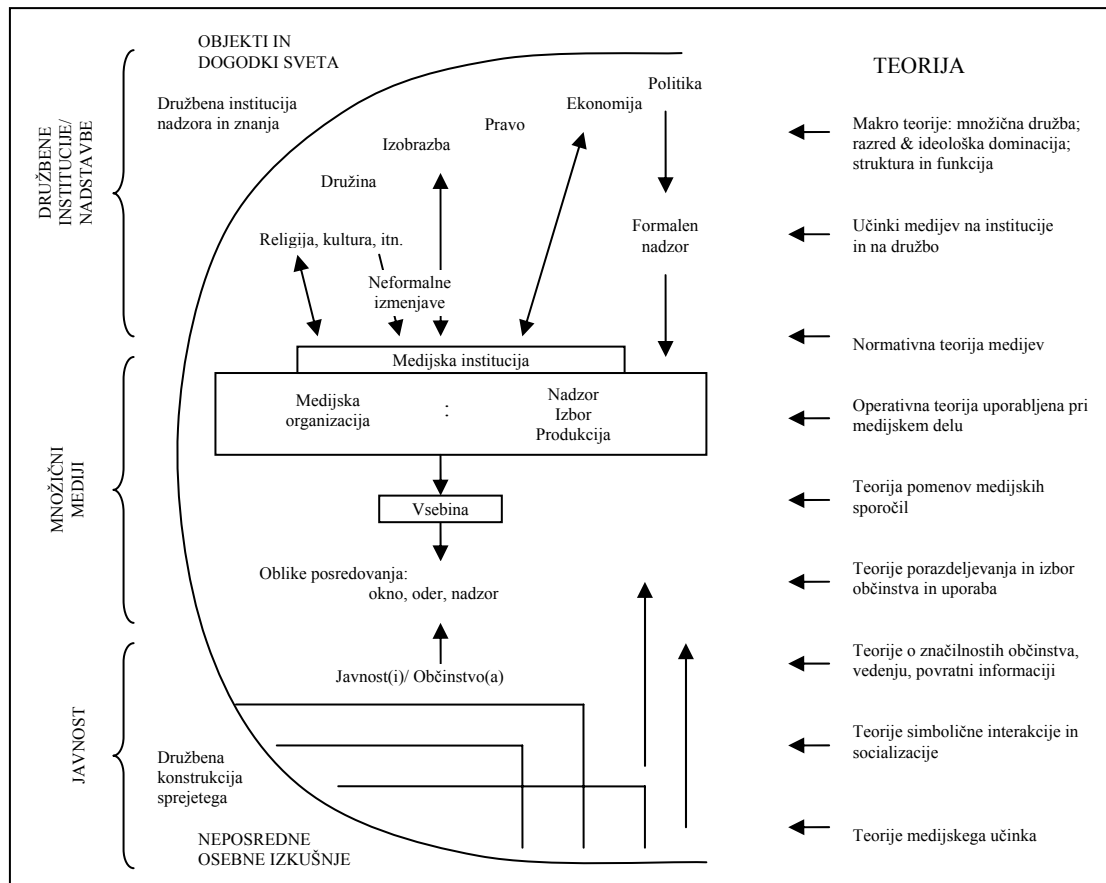 OBJEKTI IN
DOGODKI SVETA
TEORIJA
DRUŽBENE
INSTITUCIJE/
NADSTAVBE
Družbena institucija
nadzora in znanja
Politika
Ekonomija
Pravo
Izobrazba
Družina
Religija, kultura, itn.
Neformalne
izmenjave
Formalen
nadzor
Makro teorije: množična družba;
razred & ideološka dominacija;
struktura in funkcija
Učinki medijev na institucije
in na družbo
Normativna teorija medijev
MNOŽIČNI
MEDIJI
Medijska institucija
Medijska
organizacija
:
Nadzor
Izbor
Produkcija
Operativna teorija uporabljena pri
medijskem delu
Vsebina
Teorija pomenov medijskih
sporočil
Oblike posredovanja:
okno, oder, nadzor
Teorije porazdeljevanja in izbor
občinstva in uporaba
JAVNOST
Javnost(i)/ Občinstvo(a)
Teorije o značilnostih občinstva,
vedenju, povratni informaciji
Družbena
konstrukcija
sprejetega
Teorije simbolične interakcije in
socializacije
NEPOSREDNE
OSEBNE IZKUŠNJE
Teorije medijskega učinka